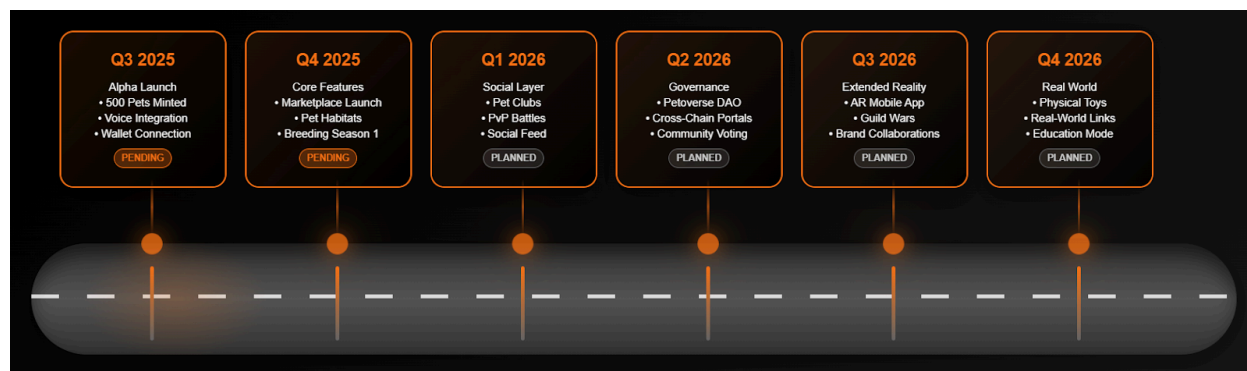 Q3 2025
Alpha Launch
• 500 Pets Minted
• Voice Integration
• Wallet Connection
PENDING
Q4 2025
Core Features
• Marketplace Launch
• Pet Habitats
• Breeding Season 1
PENDING
Q1 2026
Social Layer
• Pet Clubs
• PvP Battles
• Social Feed
PLANNED
Q2 2026
Governance
• Petoverse DAO
• Cross-Chain Portals
• Community Voting
PLANNED
Q3 2026
Extended Reality
• AR Mobile App
• Guild Wars
• Brand Collaborations
PLANNED
Q4 2026
Real World
• Physical Toys
• Real-World Links
• Education Mode
PLANNED